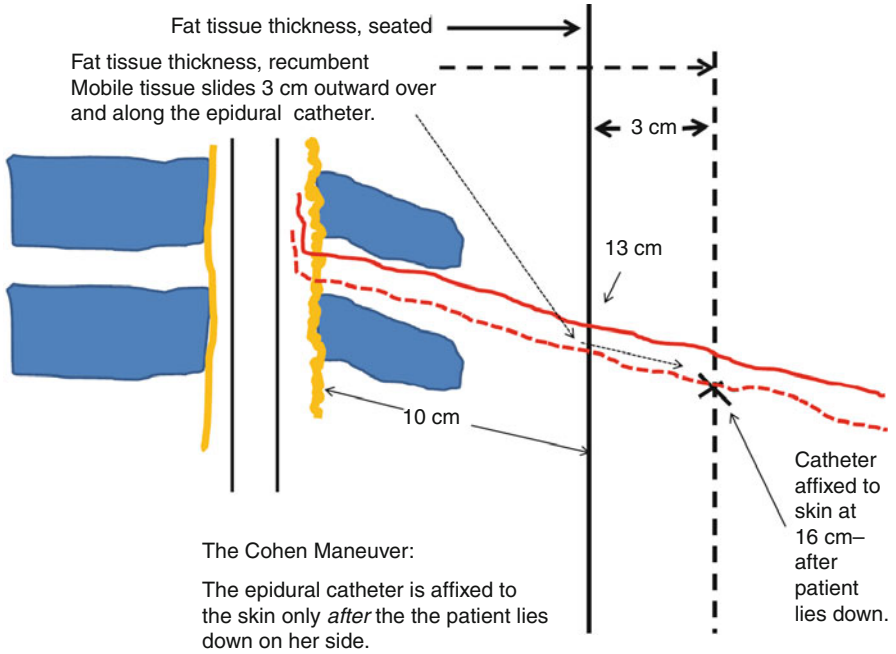 Fat tissue thickness, seated
Fat tissue thickness, recumbent
Mobile tissue slides 3 cm outward over
and along the epidural catheter.
3 cm
13 cm
10 cm
Catheter
affixed to
skin at
16 cm–
after
patient
lies down.
The Cohen Maneuver:
The epidural catheter is affixed to
the skin only after the the patient lies
down on her side.